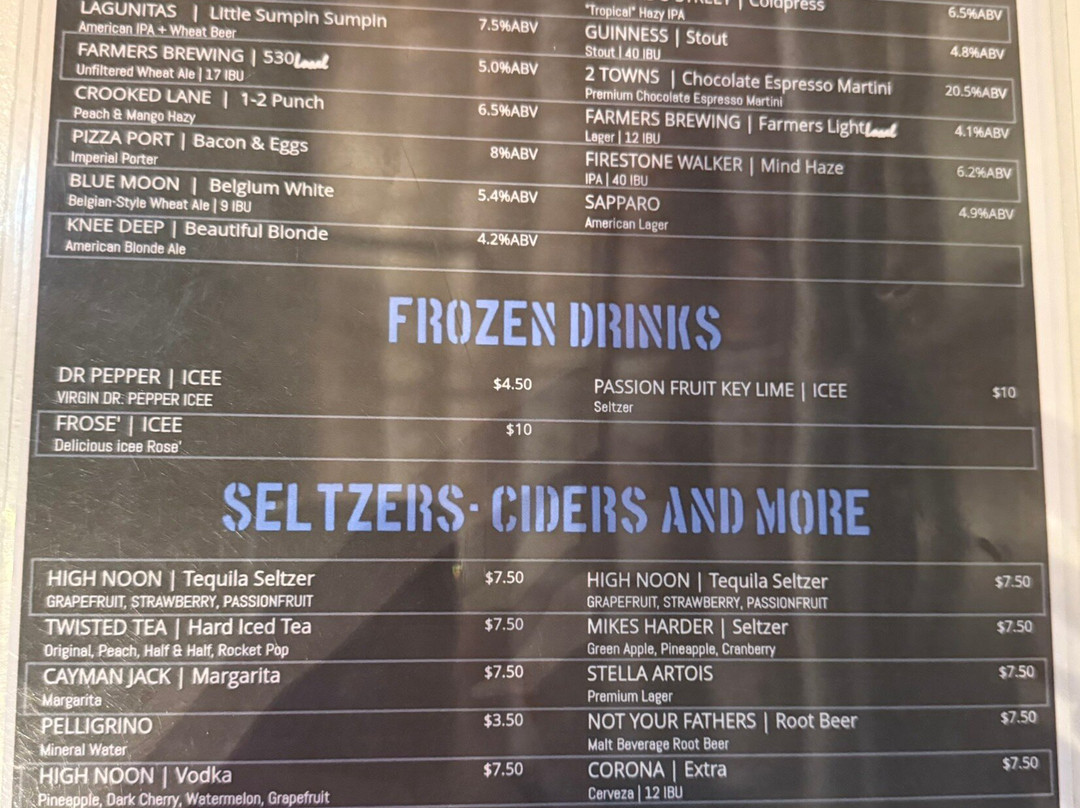 LAGUNITAS | Little Sumpin Sumpin 7.5%ABV
American IPA + Wheat Beer
FARMERS BREWING | 530 Local 5.0%ABV
Unfiltered Wheat Ale | 17 IBU
CROOKED LANE | 1-2 Punch 6.5%ABV
Peach & Mango Hazy
PIZZA PORT | Bacon & Eggs 8%ABV
Imperial Porter
BLUE MOON | Belgium White 5.4%ABV
Belgian-Style Wheat Ale | 9 IBU
KNEE DEEP | Beautiful Blonde 4.2%ABV
American Blonde Ale
| Coldpress 6.5%ABV
"Tropical" Hazy IPA
GUINNESS | Stout 4.8%ABV
Stout | 40 IBU
2 TOWNS | Chocolate Espresso Martini 20.5%ABV
Premium Chocolate Espresso Martini
FARMERS BREWING | Farmers Light Local 4.1%ABV
Lager | 12 IBU
FIRESTONE WALKER | Mind Haze 6.2%ABV
IPA | 40 IBU
SAPPARO 4.9%ABV
American Lager
FROZEN DRINKS
DR PEPPER | ICEE $4.50
VIRGIN DR. PEPPER ICEE
FROSE' | ICEE $10
Delicious icee Rose'
PASSION FRUIT KEY LIME | ICEE $10
Seltzer
SELTZERS- CIDERS AND MORE
HIGH NOON | Tequila Seltzer $7.50
GRAPEFRUIT, STRAWBERRY, PASSIONFRUIT
TWISTED TEA | Hard Iced Tea $7.50
Original, Peach, Half & Half, Rocket Pop
CAYMAN JACK | Margarita $7.50
Margarita
PELLIGRINO $3.50
Mineral Water
HIGH NOON | Vodka $7.50
Pineapple, Dark Cherry, Watermelon, Grapefruit
HIGH NOON | Tequila Seltzer $7.50
GRAPEFRUIT, STRAWBERRY, PASSIONFRUIT
MIKES HARDER | Seltzer $7.50
Green Apple, Pineapple, Cranberry
STELLA ARTOIS $7.50
Premium Lager
NOT YOUR FATHERS | Root Beer $7.50
Malt Beverage Root Beer
CORONA | Extra $7.50
Cerveza | 12 IBU